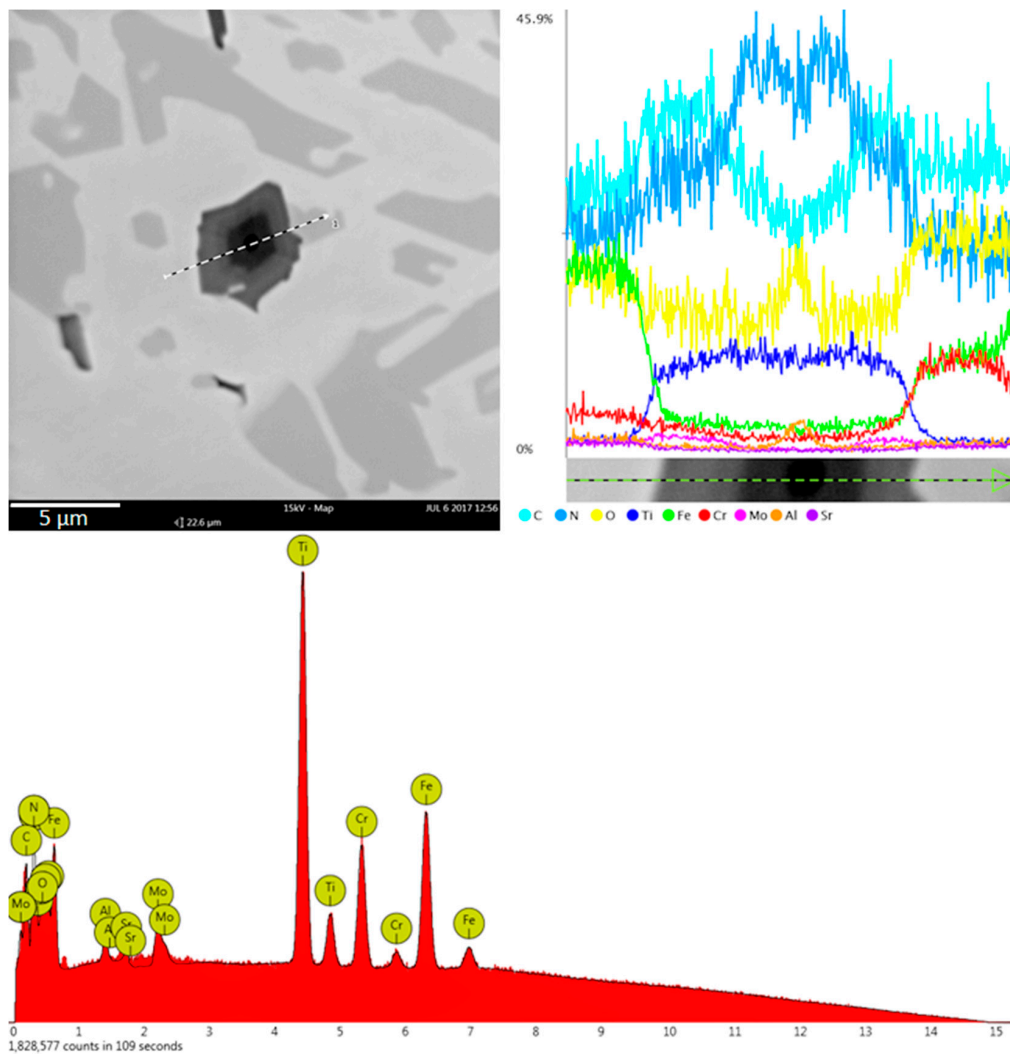 45.9%
0%
1
5 μm
22.6 μm
15kV - Map
JUL 6 2017 12:56
C N O Ti Fe Cr Mo Al Sr
Ti
N
Fe
C
O
Mo
Al
Sr
Sr
Mo
Mo
Ti
Cr
Cr
Fe
Fe
0 1 2 3 4 5 6 7 8 9 10 11 12 13 14 15
1,828,577 counts in 109 seconds